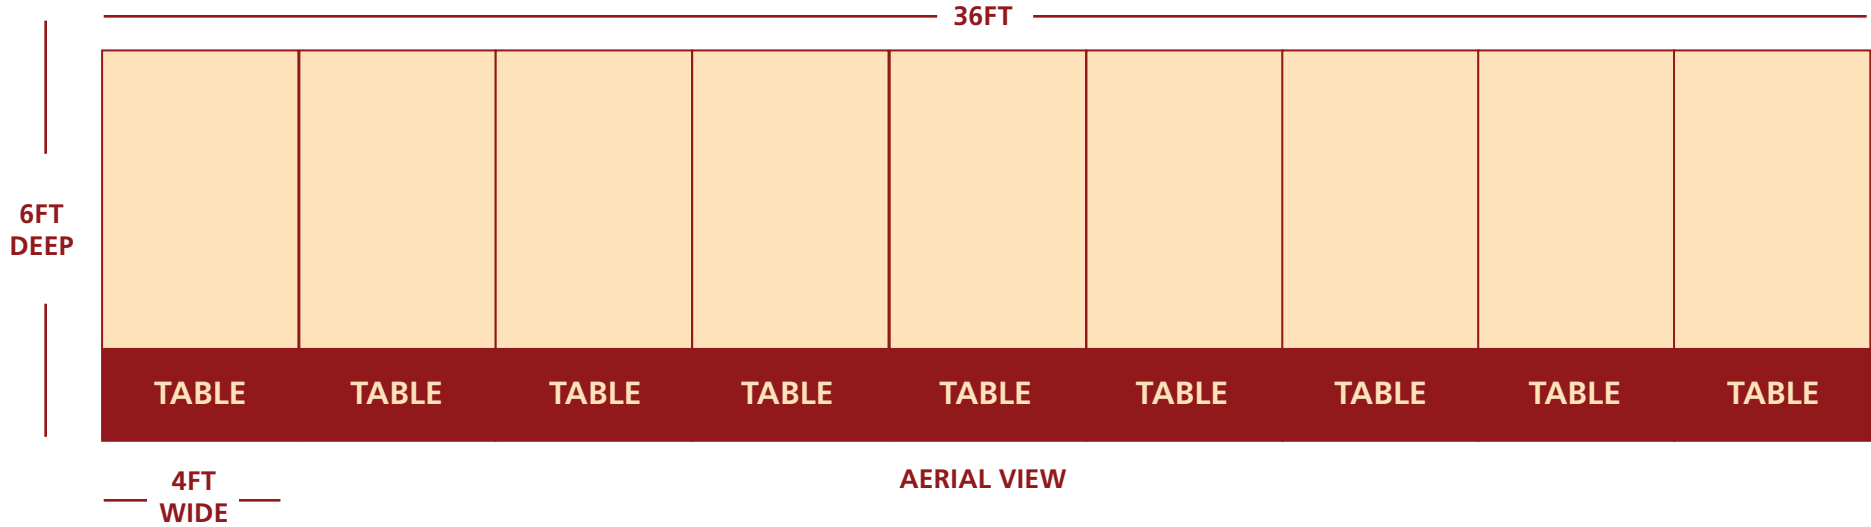 36FT
6FT
DEEP
TABLE TABLE TABLE TABLE TABLE TABLE TABLE TABLE TABLE
4FT
WIDE
AERIAL VIEW